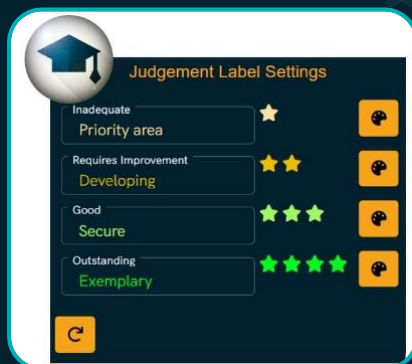 Judgement Label Settings
Inadequate
Priority area
Requires Improvement
Developing
Good
Secure
Outstanding
Exemplary